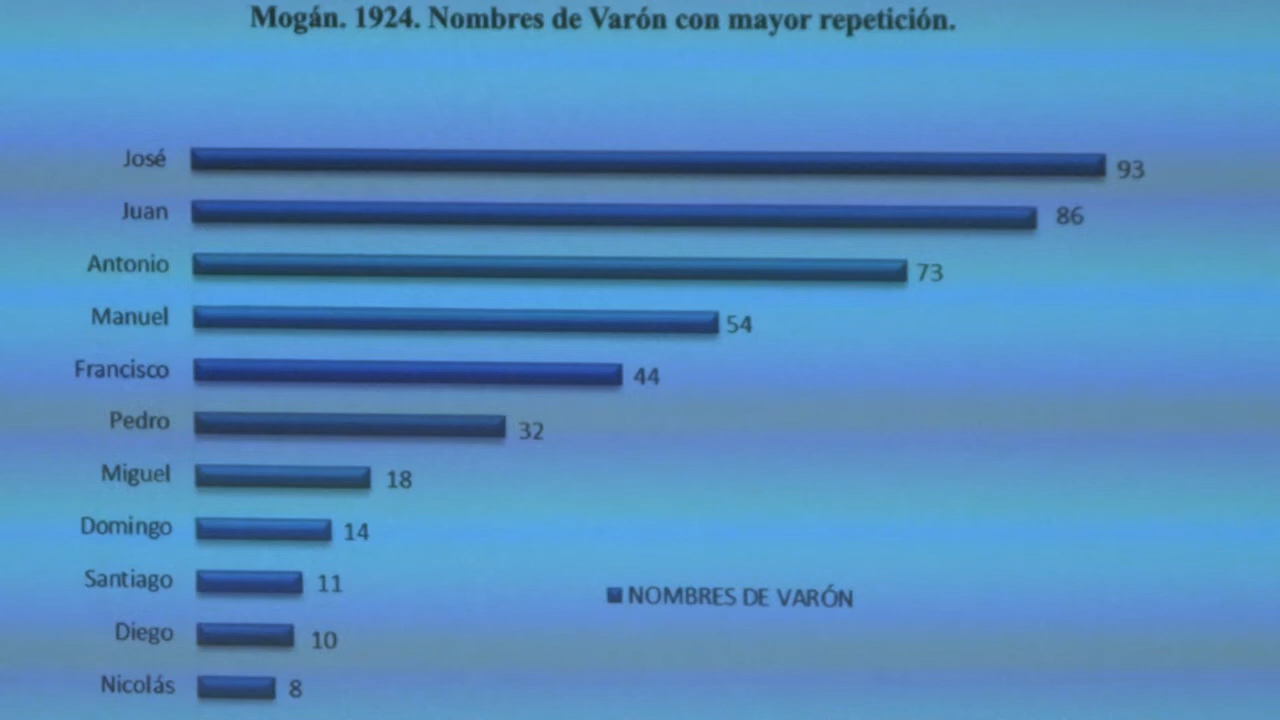 Mogán. 1924. Nombres de Varón con mayor repetición.
José 93
Juan 86
Antonio 73
Manuel 54
Francisco 44
Pedro 32
Miguel 18
Domingo 14
Santiago 11
NOMBRES DE VARÓN
Diego 10
Nicolás 8